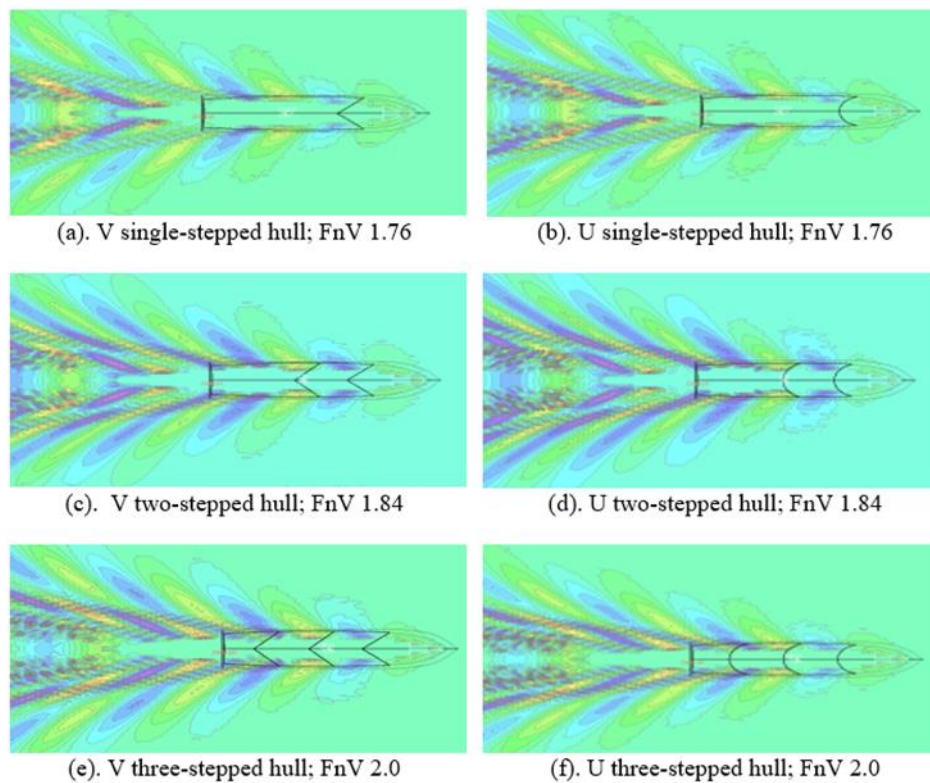 (a). V single-stepped hull; FnV 1.76
(b). U single-stepped hull; FnV 1.76
(c). V two-stepped hull; FnV 1.84
(d). U two-stepped hull; FnV 1.84
(e). V three-stepped hull; FnV 2.0
(f). U three-stepped hull; FnV 2.0